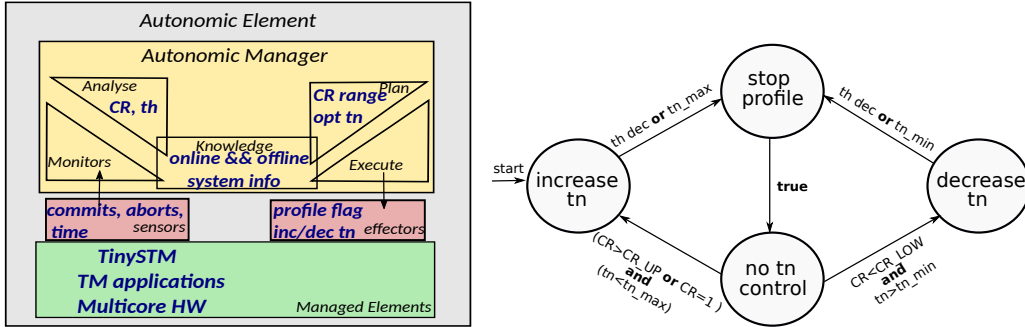 Autonomic Element
Autonomic Manager
Analyse
CR, th
Plan
CR range
opt tn
Knowledge
online && offline
system info
Monitors
Execute
commits, aborts,
time
sensors
profile flag
inc/dec tn
effectors
TinySTM
TM applications
Multicore HW
Managed Elements
stop
profile
th dec or tn_max
th dec or tn_min
start
increase
tn
true
decrease
tn
(CR>CR_UP or CR=1 )
and
(tn<tn_max)
no tn
control
CR<CR_LOW
and
tn>tn_min